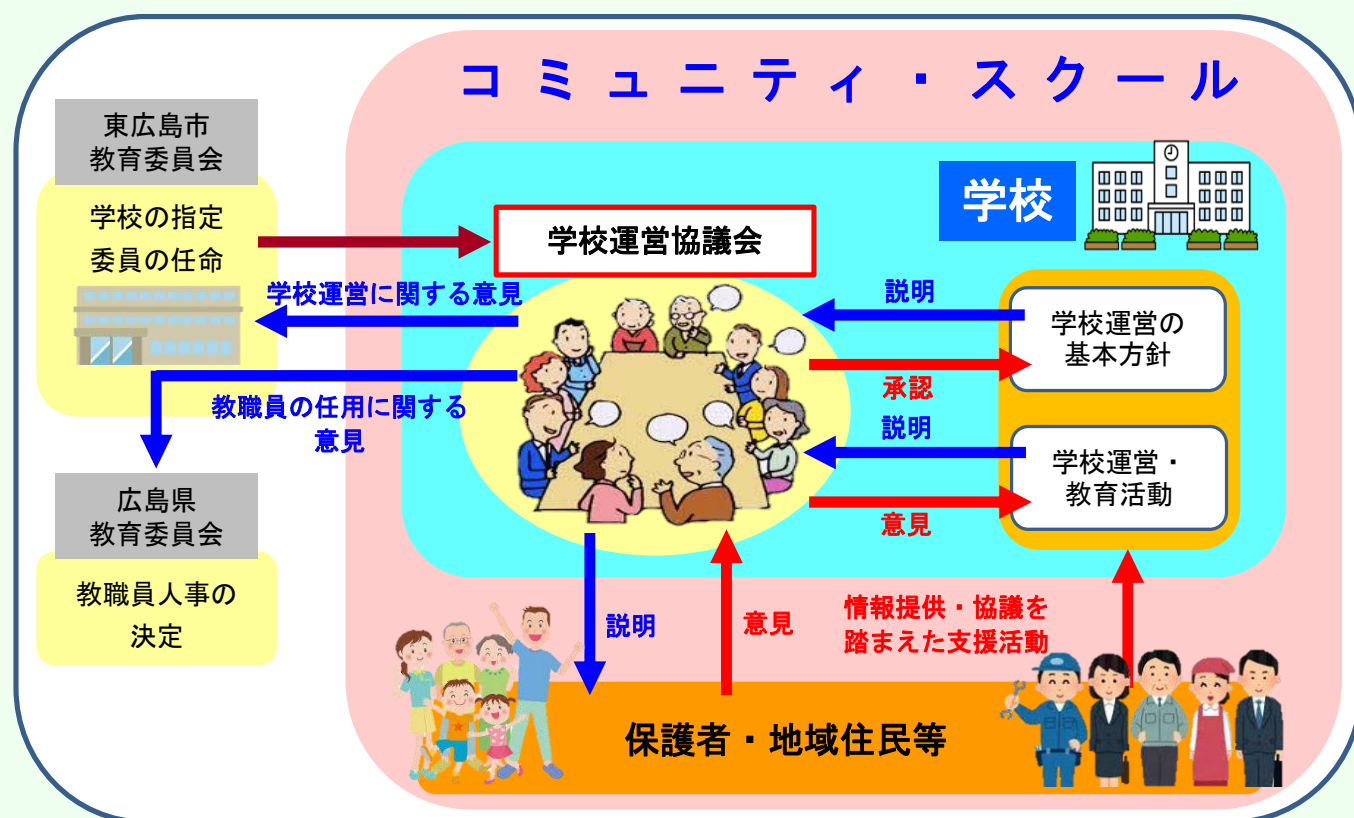 コミュニティ・スクール
東広島市
教育委員会
学校の指定
委員の任命
学校
学校運営協議会
学校運営に関する意見
教職員の任用に関する
意見
説明
学校運営の
基本方針
承認
説明
学校運営・
教育活動
意見
広島県
教育委員会
教職員人事の
決定
説明
意見
情報提供・協議を
踏まえた支援活動
保護者・地域住民等